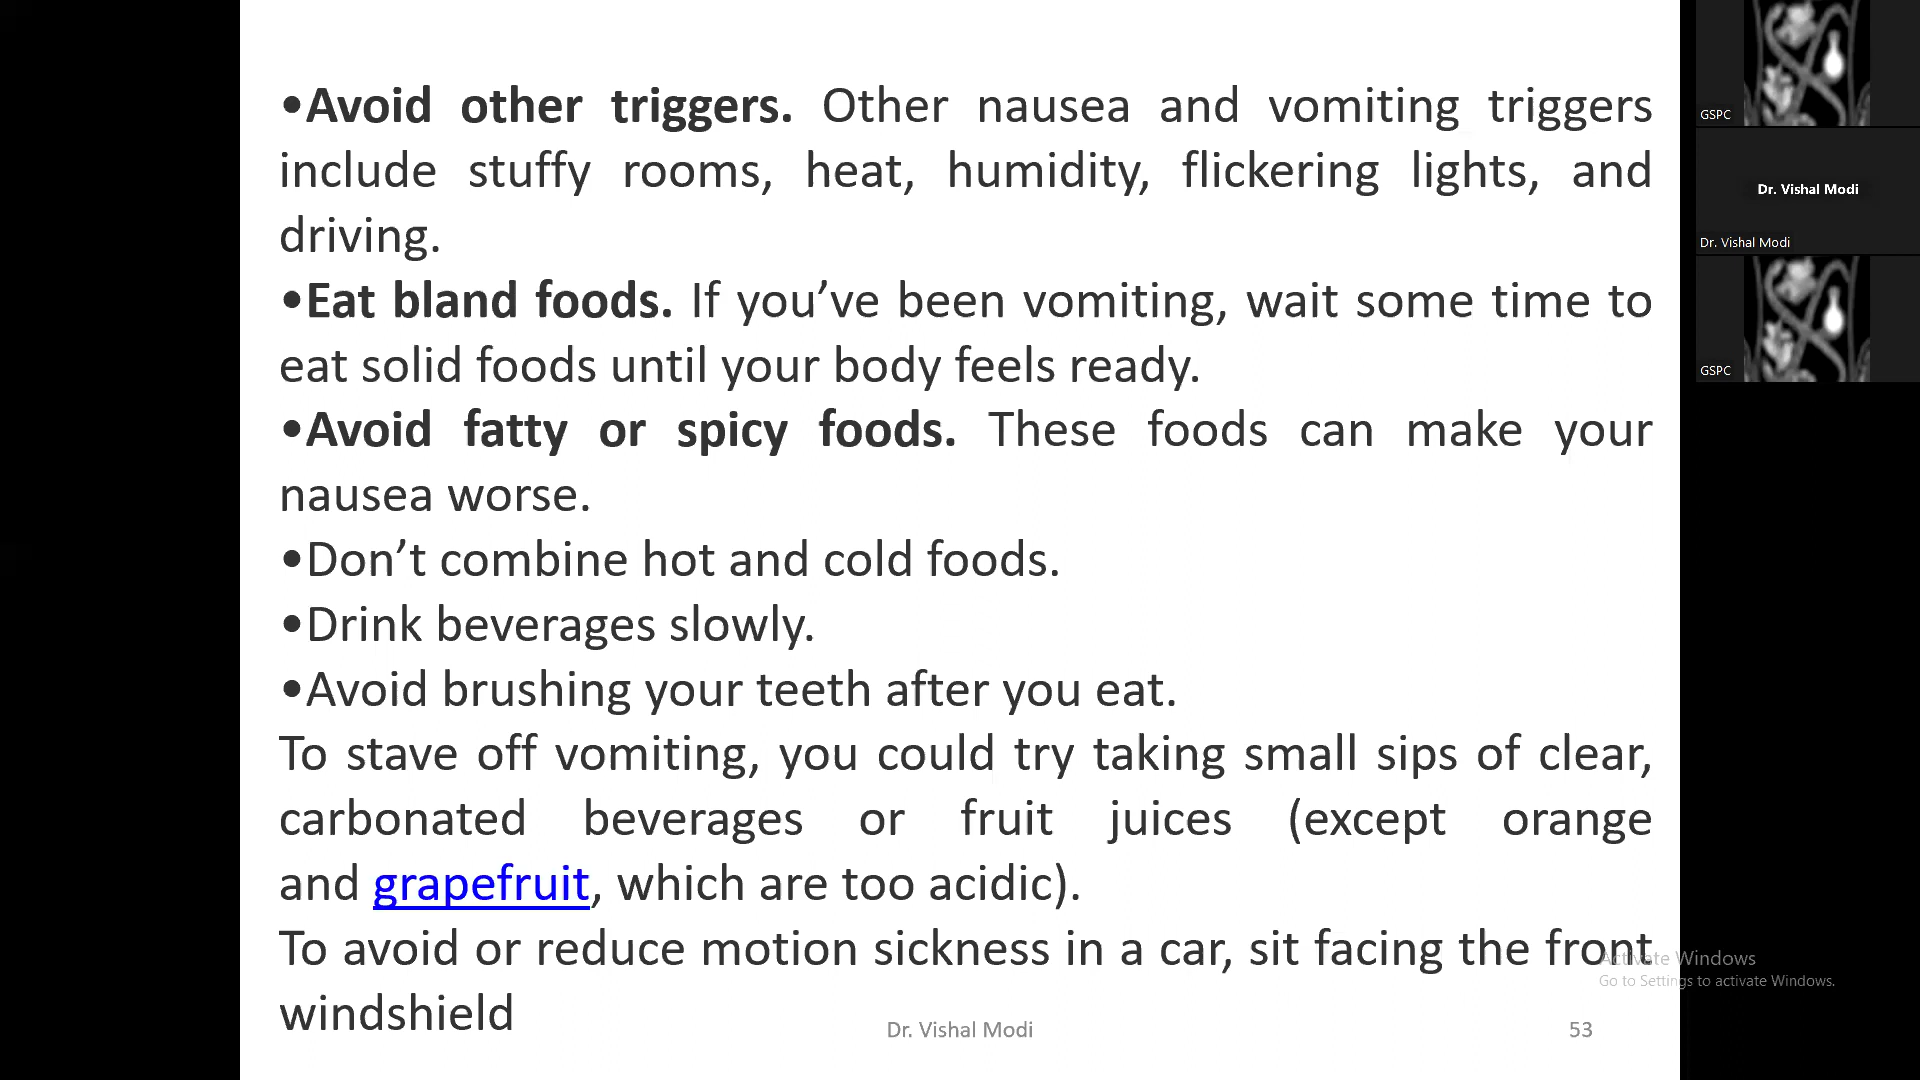 •Avoid other triggers. Other nausea and vomiting triggers
include stuffy rooms, heat, humidity, flickering lights, and
driving.
•Eat bland foods. If you’ve been vomiting, wait some time to
eat solid foods until your body feels ready.
•Avoid fatty or spicy foods. These foods can make your
nausea worse.
•Don’t combine hot and cold foods.
•Drink beverages slowly.
•Avoid brushing your teeth after you eat.
To stave off vomiting, you could try taking small sips of clear,
carbonated beverages or fruit juices (except orange
and grapefruit, which are too acidic).
To avoid or reduce motion sickness in a car, sit facing the front
windshield
Dr. Vishal Modi
53
GSPC
Dr. Vishal Modi
Dr. Vishal Modi
GSPC
Activate Windows
Go to Settings to activate Windows.